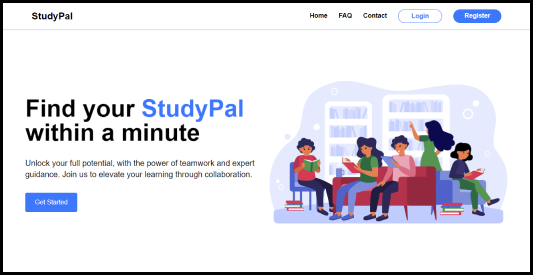 StudyPal
Home FAQ Contact Login Register
Find your StudyPal
within a minute
Unlock your full potential, with the power of teamwork and expert
guidance. Join us to elevate your learning through collaboration.
Get Started